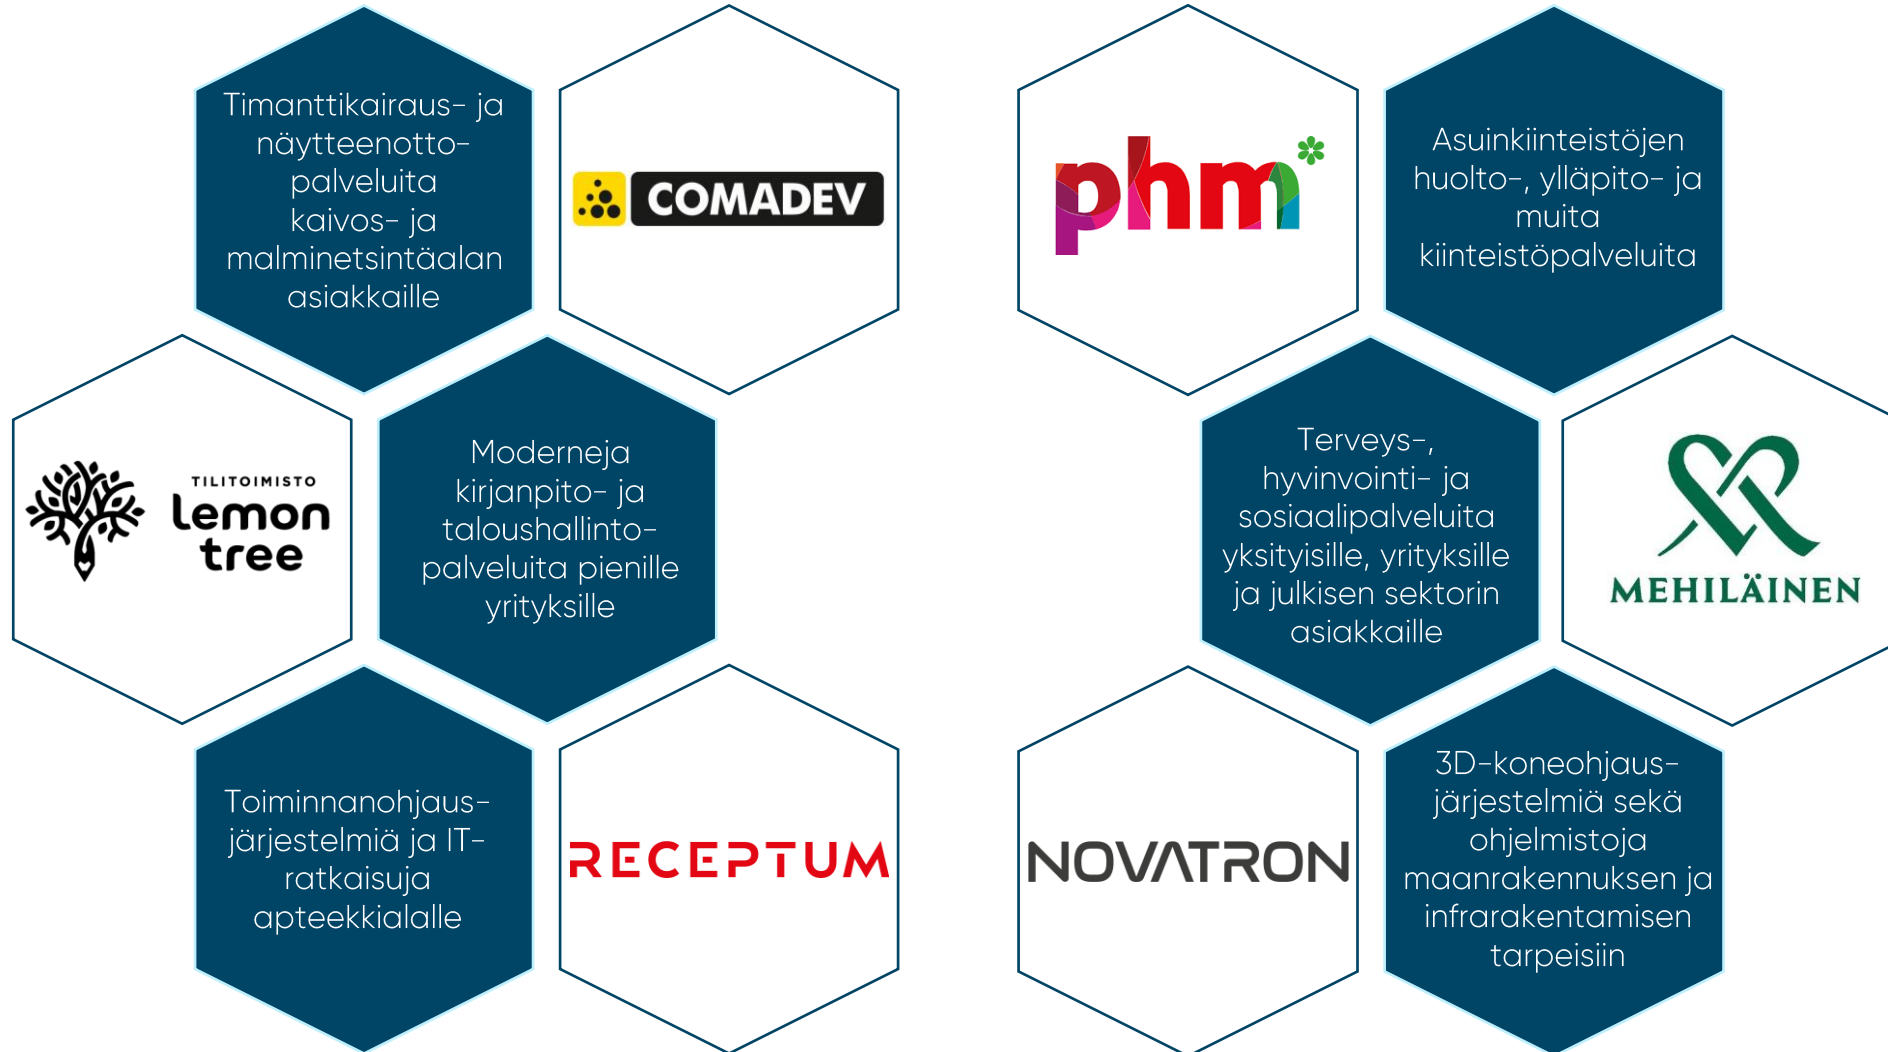 Timanttikairaus- ja
näytteenotto-
palveluita
kaivos- ja
malminetsintäalan
asiakkaille
COMADEV
phm
Asuinkiinteistöjen
huolto-, ylläpito- ja
muita
kiinteistöpalveluita
TILITOIMISTO
Lemon
tree
Moderneja
kirjanpito- ja
taloushallinto-
palveluita pienille
yrityksille
Terveys-,
hyvinvointi- ja
sosiaalipalveluita
yksityisille, yrityksille
ja julkisen sektorin
asiakkaille
MEHILÄINEN
Toiminnanohjaus-
järjestelmiä ja IT-
ratkaisuja
apteekkialalle
RECEPTUM
NOVATRON
3D-koneohjaus-
järjestelmiä sekä
ohjelmistoja
maanrakennuksen ja
infrarakentamisen
tarpeisiin